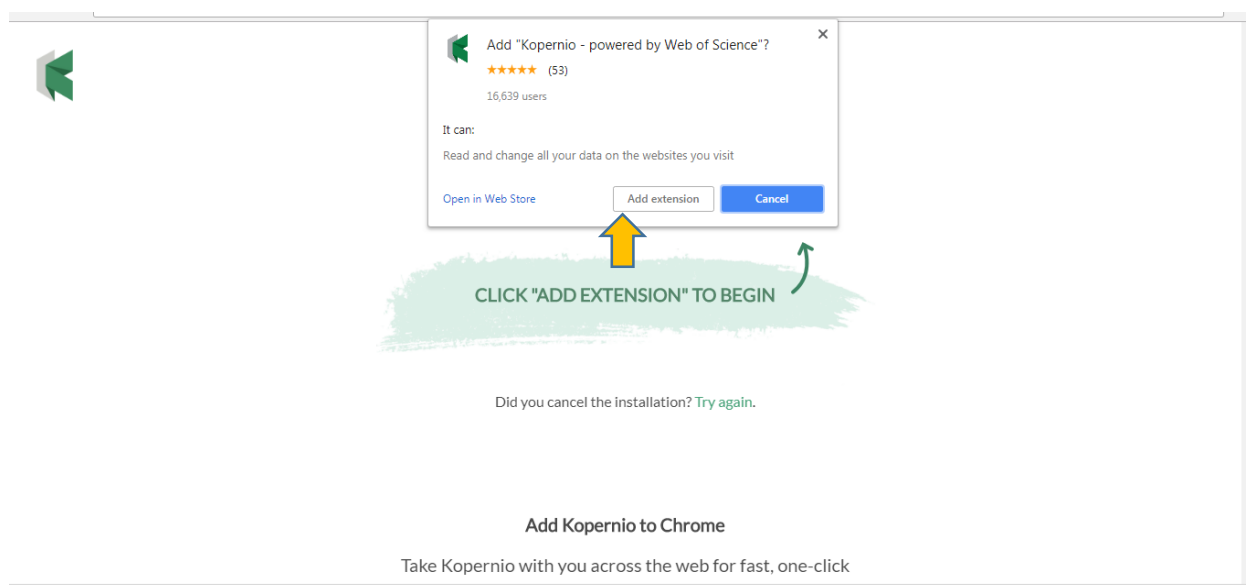 Add "Kopernio - powered by Web of Science"?
★★★★★ (53)
16,639 users
It can:
Read and change all your data on the websites you visit
Open in Web Store
Add extension
Cancel
CLICK "ADD EXTENSION" TO BEGIN
Did you cancel the installation? Try again.
Add Kopernio to Chrome
Take Kopernio with you across the web for fast, one-click